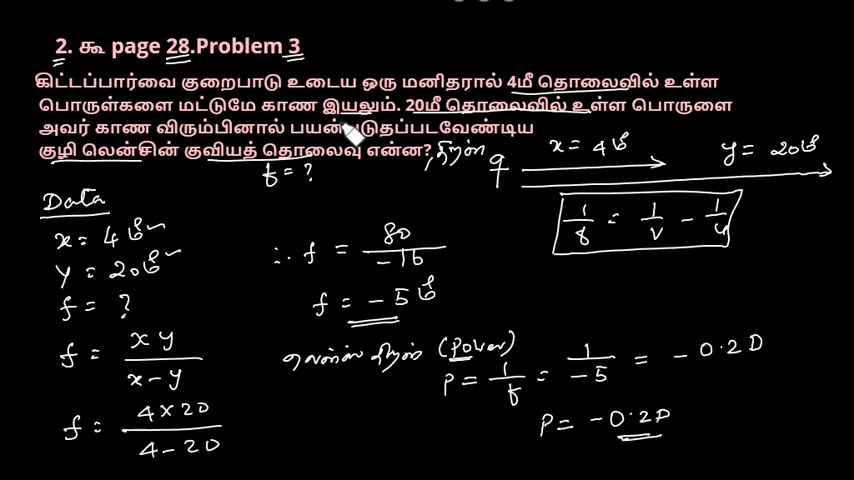 2. கூ page 28.Problem 3
கிட்டப்பார்வை குறைபாடு உடைய ஒரு மனிதரால் 4மீ தொலைவில் உள்ள
பொருள்களை மட்டுமே காண இயலும். 20மீ தொலைவில் உள்ள பொருளை
அவர் காண விரும்பினால் பயன்படுத்தப்படவேண்டிய
குழி லென்சின் குவியத் தொலைவு என்ன? , திறன்
f = ?
x = 4மீ
y = 20மீ
1/f = 1/v - 1/u
Data
x = 4மீ
y = 20மீ
f = ?
f = xy / x-y
f = 4×20 / 4-20
∴ f = 80 / -16
f = -5மீ
லென்ஸ் திறன் (Power)
P = 1/f = 1/-5 = -0.2D
P = -0.2D